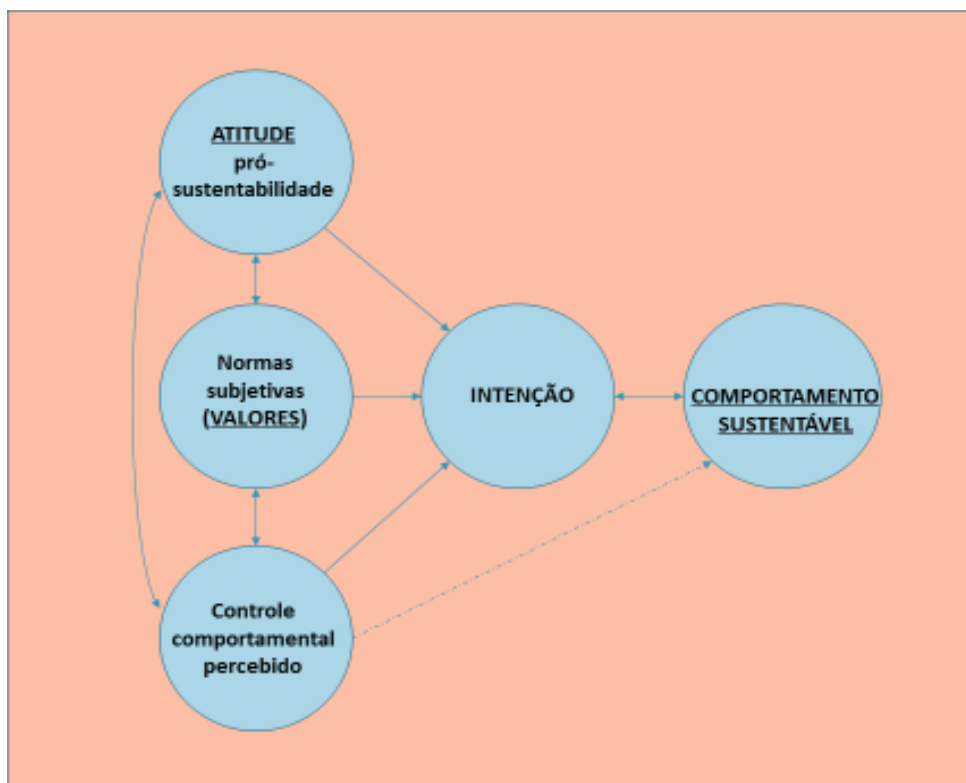 ATITUDE
pró-
sustentabilidade
Normas
subjetivas
(VALORES)
INTENÇÃO
COMPORTAMENTO
SUSTENTÁVEL
Controle
comportamental
percebido